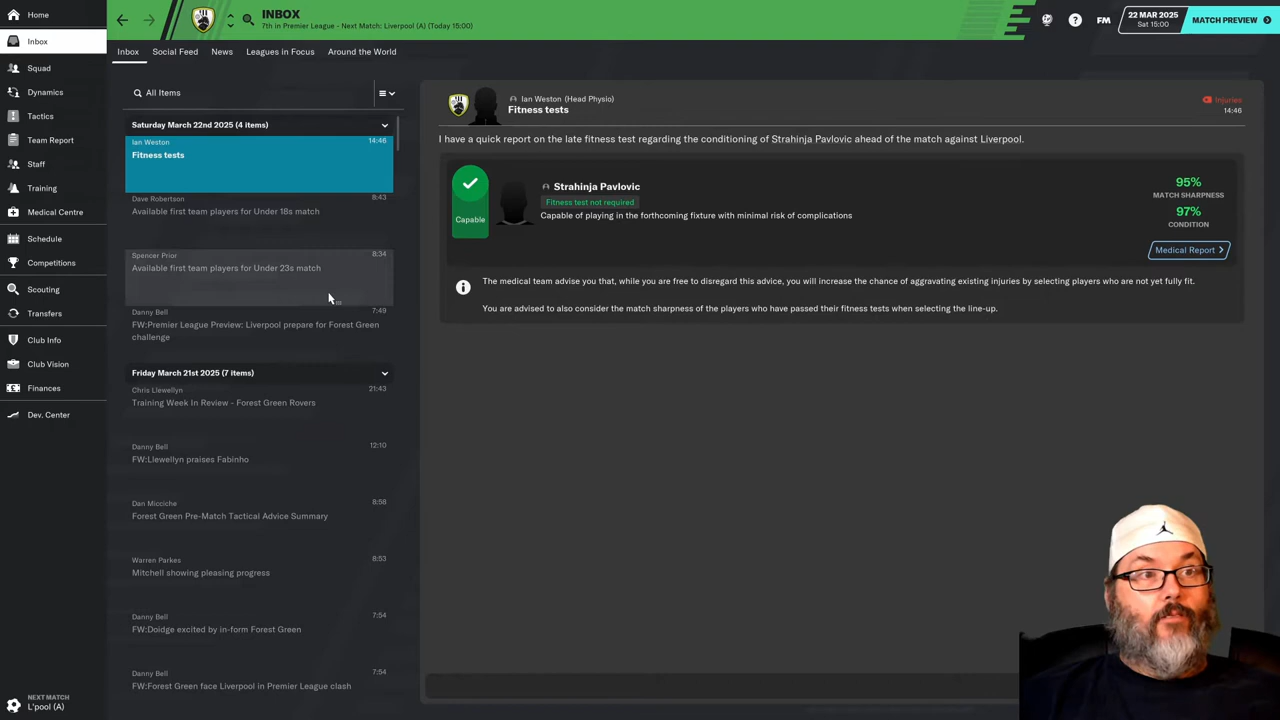 Home
Inbox
Squad
Dynamics
Tactics
Team Report
Staff
Training
Medical Centre
Schedule
Competitions
Scouting
Transfers
Club Info
Club Vision
Finances
Dev. Center
NEXT MATCH
L'pool (A)
INBOX
7th in Premier League - Next Match: Liverpool (A) (Today 15:00)
FM
22 MAR 2025
Sat 15:00
MATCH PREVIEW
Inbox
Social Feed
News
Leagues in Focus
Around the World
All Items
Saturday March 22nd 2025 (4 items)
Ian Weston 14:46
Fitness tests
Dave Robertson 8:43
Available first team players for Under 18s match
Spencer Prior 8:34
Available first team players for Under 23s match
Danny Bell 7:49
FW:Premier League Preview: Liverpool prepare for Forest Green
challenge
Friday March 21st 2025 (7 items)
Chris Llewellyn 21:43
Training Week In Review - Forest Green Rovers
Danny Bell 12:10
FW:Llewellyn praises Fabinho
Dan Micciche 8:58
Forest Green Pre-Match Tactical Advice Summary
Warren Parkes 8:53
Mitchell showing pleasing progress
Danny Bell 7:54
FW:Doidge excited by in-form Forest Green
Danny Bell 7:54
FW:Forest Green face Liverpool in Premier League clash
Ian Weston (Head Physio)
Fitness tests
Injuries
14:46
I have a quick report on the late fitness test regarding the conditioning of Strahinja Pavlovic ahead of the match against Liverpool.
Capable
Strahinja Pavlovic
Fitness test not required
Capable of playing in the forthcoming fixture with minimal risk of complications
95%
MATCH SHARPNESS
97%
CONDITION
Medical Report
The medical team advise you that, while you are free to disregard this advice, you will increase the chance of aggravating existing injuries by selecting players who are not yet fully fit.
You are advised to also consider the match sharpness of the players who have passed their fitness tests when selecting the line-up.